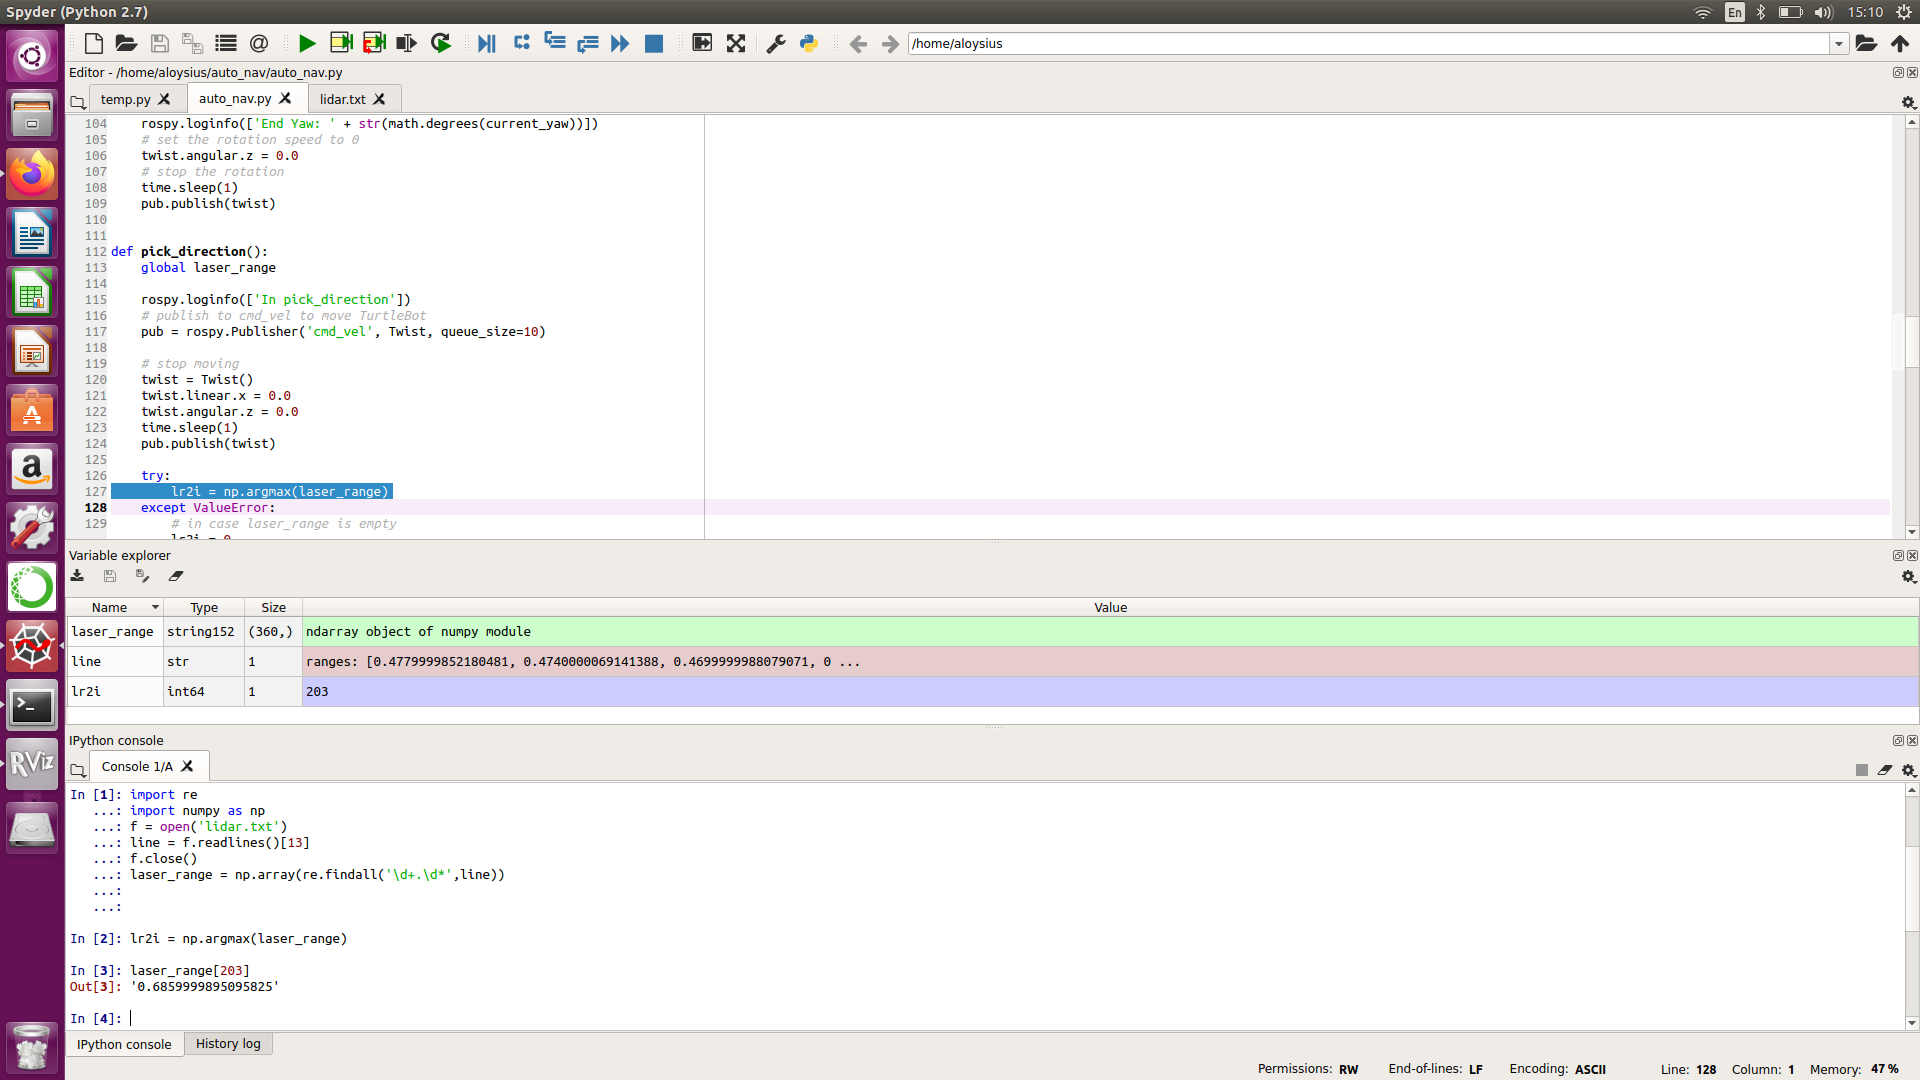 Spyder (Python 2.7)
En
15:10
/home/aloysius
Editor - /home/aloysius/auto_nav/auto_nav.py
temp.py
auto_nav.py
lidar.txt
104 rospy.loginfo(['End Yaw: ' + str(math.degrees(current_yaw))])
105 # set the rotation speed to 0
106 twist.angular.z = 0.0
107 # stop the rotation
108 time.sleep(1)
109 pub.publish(twist)
110
111
112 def pick_direction():
113 global laser_range
114
115 rospy.loginfo(['In pick_direction'])
116 # publish to cmd_vel to move TurtleBot
117 pub = rospy.Publisher('cmd_vel', Twist, queue_size=10)
118
119 # stop moving
120 twist = Twist()
121 twist.linear.x = 0.0
122 twist.angular.z = 0.0
123 time.sleep(1)
124 pub.publish(twist)
125
126 try:
127 lr2i = np.argmax(laser_range)
128 except ValueError:
129 # in case laser_range is empty
lr2i = 0
Variable explorer
Name Type Size Value
laser_range string152 (360,) ndarray object of numpy module
line str 1 ranges: [0.4779999852180481, 0.4740000069141388, 0.4699999988079071, 0 ...
lr2i int64 1 203
IPython console
Console 1/A
In [1]: import re
...: import numpy as np
...: f = open('lidar.txt')
...: line = f.readlines()[13]
...: f.close()
...: laser_range = np.array(re.findall('\d+.\d*',line))
...:
...:
In [2]: lr2i = np.argmax(laser_range)
In [3]: laser_range[203]
Out[3]: '0.6859999895095825'
In [4]:
IPython console
History log
Permissions: RW End-of-lines: LF Encoding: ASCII Line: 128 Column: 1 Memory: 47 %
RViz